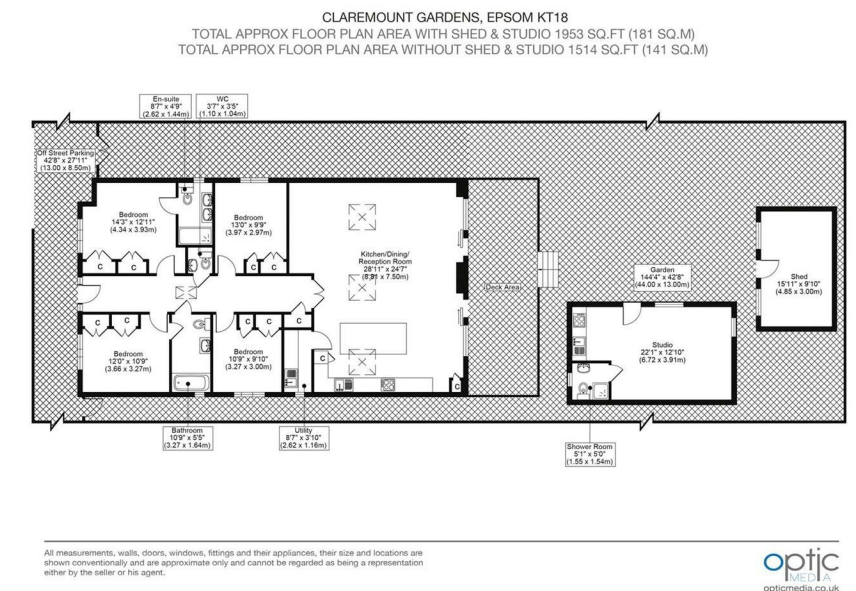 CLAREMOUNT GARDENS, EPSOM KT18
TOTAL APPROX FLOOR PLAN AREA WITH SHED & STUDIO 1953 SQ.FT (181 SQ.M)
TOTAL APPROX FLOOR PLAN AREA WITHOUT SHED & STUDIO 1514 SQ.FT (141 SQ.M)
En-suite
8'7" x 4'9"
(2.62 x 1.44m)
WC
3'7" x 3'5"
(1.10 x 1.04m)
Off Street Parking
42'8" x 27'11"
(13.00 x 8.50m)
Bedroom
14'3" x 12'11"
(4.34 x 3.93m)
Bedroom
13'0" x 9'9"
(3.97 x 2.97m)
Kitchen/Dining/
Reception Room
28'11" x 24'7"
(8.81 x 7.50m)
C
C
C
C
Deck Area
Garden
144'4" x 42'8"
(44.00 x 13.00m)
Shed
15'11" x 9'10"
(4.85 x 3.00m)
C
C
C
C
C
Bedroom
12'0" x 10'9"
(3.66 x 3.27m)
Bedroom
10'9" x 9'10"
(3.27 x 3.00m)
C
C
Studio
22'1" x 12'10"
(6.72 x 3.91m)
Bathroom
10'9" x 5'5"
(3.27 x 1.64m)
Utility
8'7" x 3'10"
(2.62 x 1.16m)
Shower Room
5'1" x 5'0"
(1.55 x 1.54m)
All measurements, walls, doors, windows, fittings and their appliances, their size and locations are
shown conventionally and are approximate only and cannot be regarded as being a representation
either by the seller or his agent.
optic
MEDIA
opticmedia.co.uk